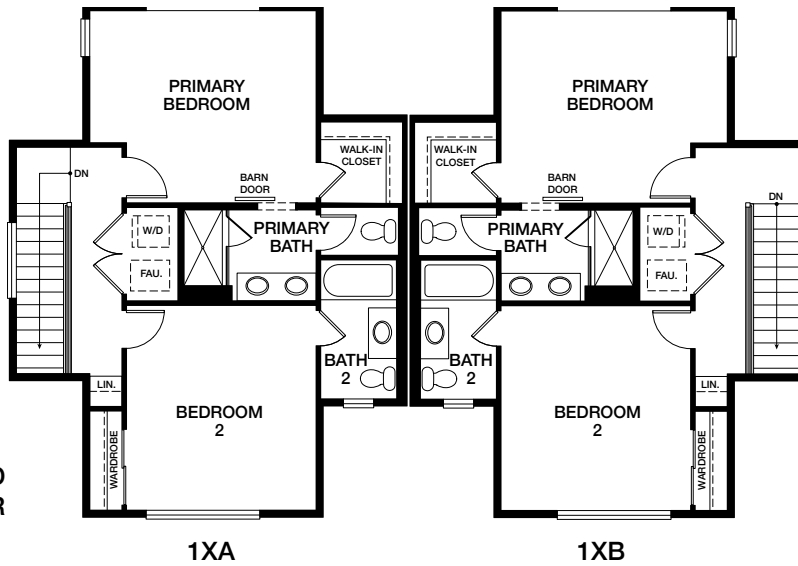 PRIMARY
BEDROOM
WALK-IN
CLOSET
BARN
DOOR
DN
W/D
FAU.
PRIMARY
BATH
BATH
2
LIN.
WARDROBE
BEDROOM
2
1XA
PRIMARY
BEDROOM
WALK-IN
CLOSET
BARN
DOOR
DN
PRIMARY
BATH
W/D
FAU.
BATH
2
LIN.
BEDROOM
2
WARDROBE
1XB
R